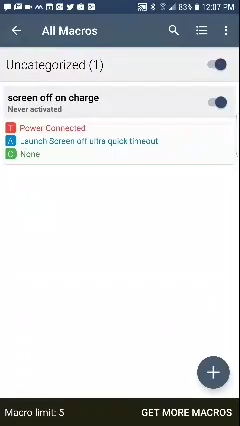 83% 12:07 PM
All Macros
Uncategorized (1)
screen off on charge
Never activated
T Power Connected
A Launch Screen off ultra quick timeout
C None
Macro limit: 5 GET MORE MACROS